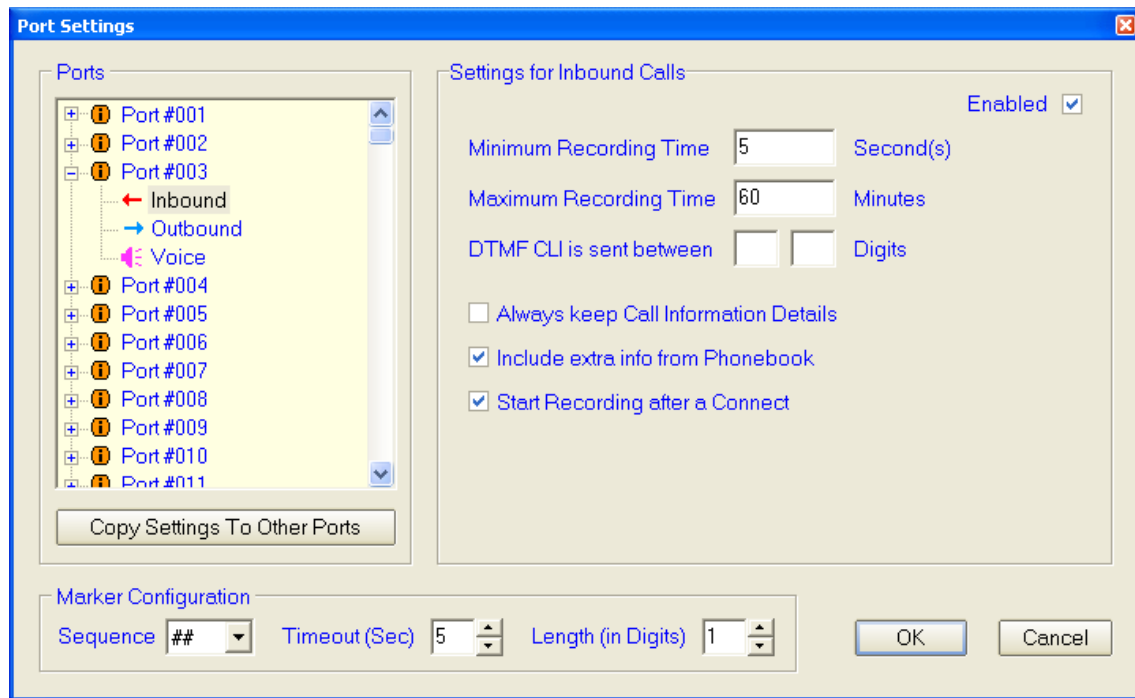 Port Settings
Ports
Port #001
Port #002
Port #003
Inbound
Outbound
Voice
Port #004
Port #005
Port #006
Port #007
Port #008
Port #009
Port #010
Port #011
Copy Settings To Other Ports
Settings for Inbound Calls
Enabled
Minimum Recording Time 5 Second(s)
Maximum Recording Time 60 Minutes
DTMF CLI is sent between Digits
Always keep Call Information Details
Include extra info from Phonebook
Start Recording after a Connect
Marker Configuration
Sequence ## Timeout (Sec) 5 Length (in Digits) 1
OK Cancel